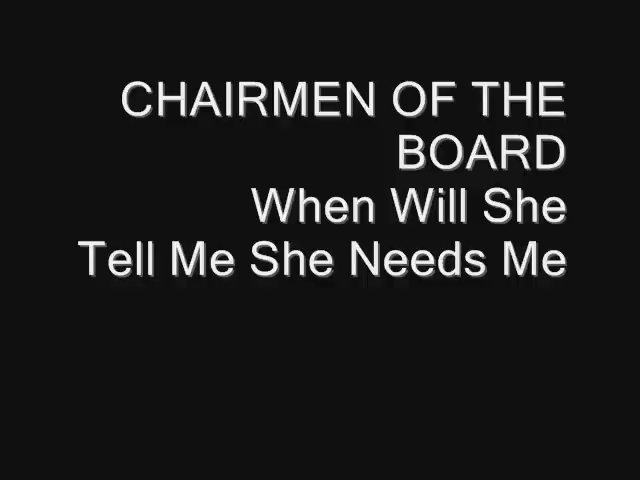 CHAIRMEN OF THE
BOARD
When Will She
Tell Me She Needs Me